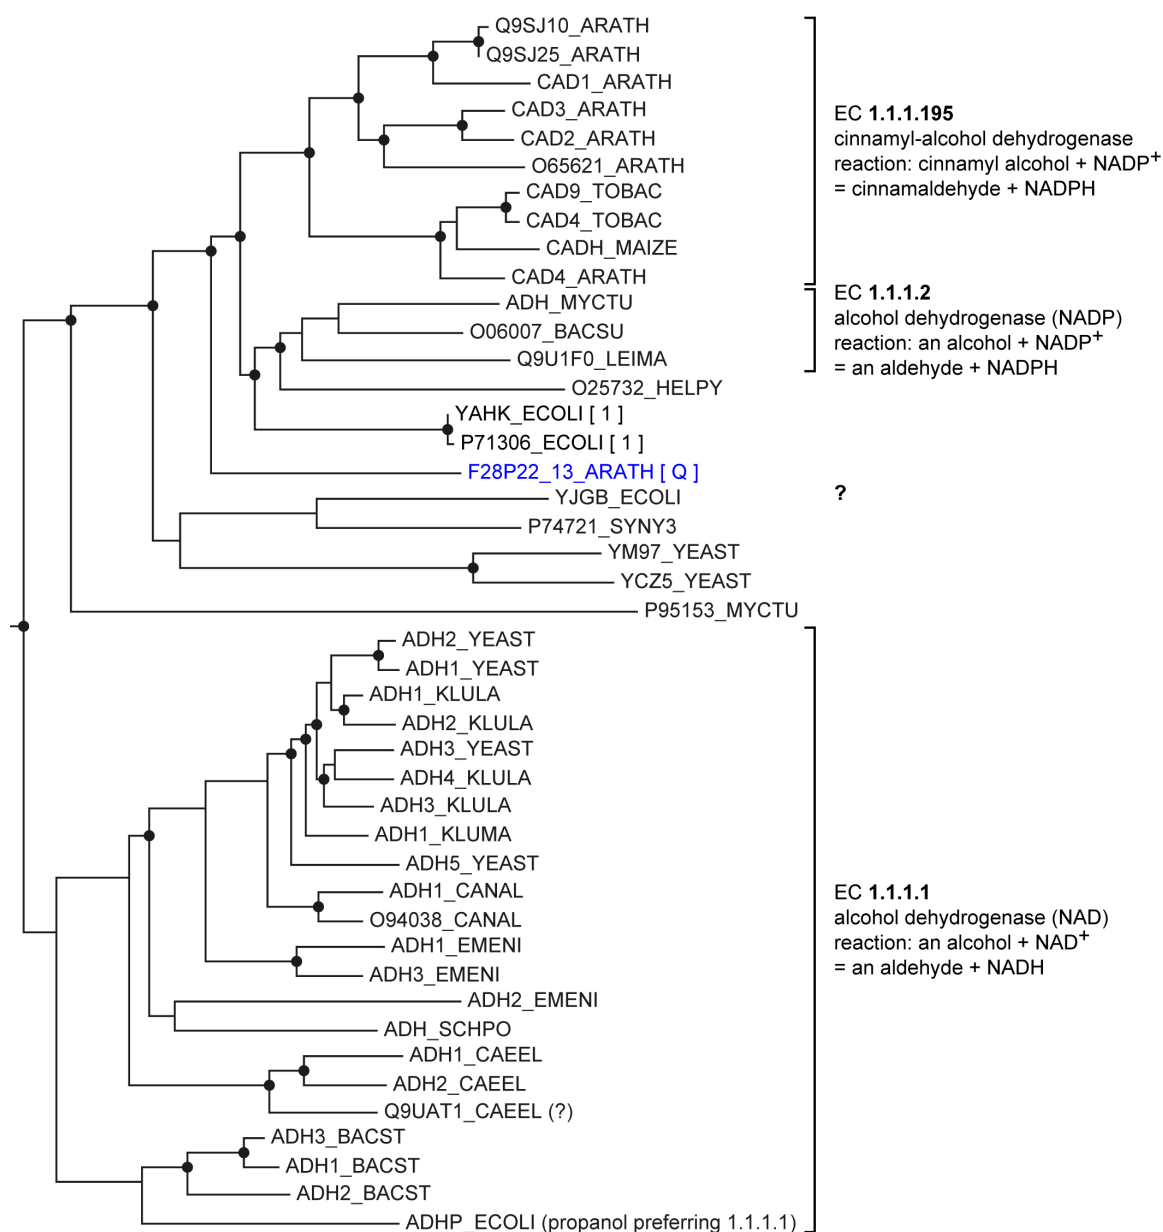 Q9SJ10_ARATH
Q9SJ25_ARATH
CAD1_ARATH
CAD3_ARATH
CAD2_ARATH
O65621_ARATH
CAD9_TOBAC
CAD4_TOBAC
CADH_MAIZE
CAD4_ARATH
EC 1.1.1.195
cinnamyl-alcohol dehydrogenase
reaction: cinnamyl alcohol + NADP+
= cinnamaldehyde + NADPH
ADH_MYCTU
O06007_BACSU
Q9U1F0_LEIMA
EC 1.1.1.2
alcohol dehydrogenase (NADP)
reaction: an alcohol + NADP+
= an aldehyde + NADPH
O25732_HELPY
YAHK_ECOLI [ 1 ]
P71306_ECOLI [ 1 ]
F28P22_13_ARATH [ Q ]
?
YJGB_ECOLI
P74721_SYNY3
YM97_YEAST
YCZ5_YEAST
P95153_MYCTU
ADH2_YEAST
ADH1_YEAST
ADH1_KLULA
ADH2_KLULA
ADH3_YEAST
ADH4_KLULA
ADH3_KLULA
ADH1_KLUMA
ADH5_YEAST
ADH1_CANAL
O94038_CANAL
ADH1_EMENI
ADH3_EMENI
ADH2_EMENI
ADH_SCHPO
ADH1_CAEEL
ADH2_CAEEL
Q9UAT1_CAEEL (?)
ADH3_BACST
ADH1_BACST
ADH2_BACST
ADHP_ECOLI (propanol preferring 1.1.1.1)
EC 1.1.1.1
alcohol dehydrogenase (NAD)
reaction: an alcohol + NAD+
= an aldehyde + NADH